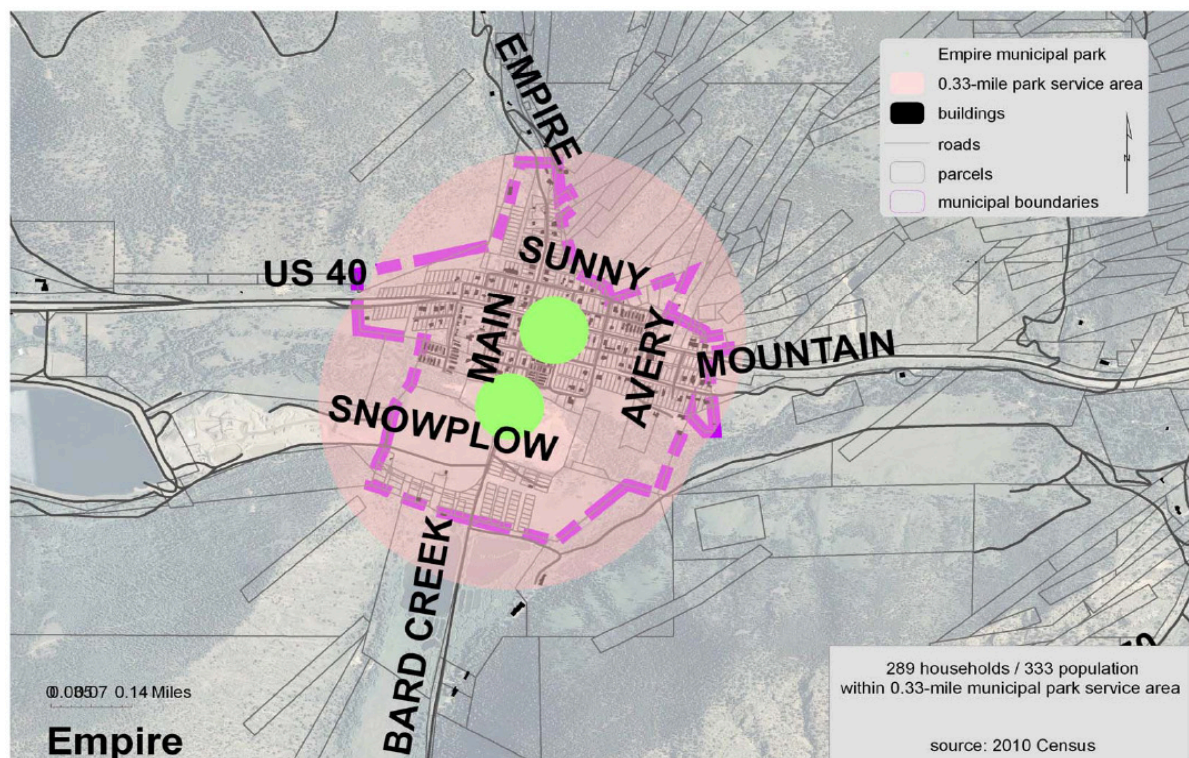 EMPIRE
Empire municipal park
0.33-mile park service area
buildings
roads
parcels
municipal boundaries
N
SUNNY
US 40
MAIN
AVERY
MOUNTAIN
SNOWPLOW
BARD CREEK
289 households / 333 population
within 0.33-mile municipal park service area
source: 2010 Census
0.14 Miles
Empire